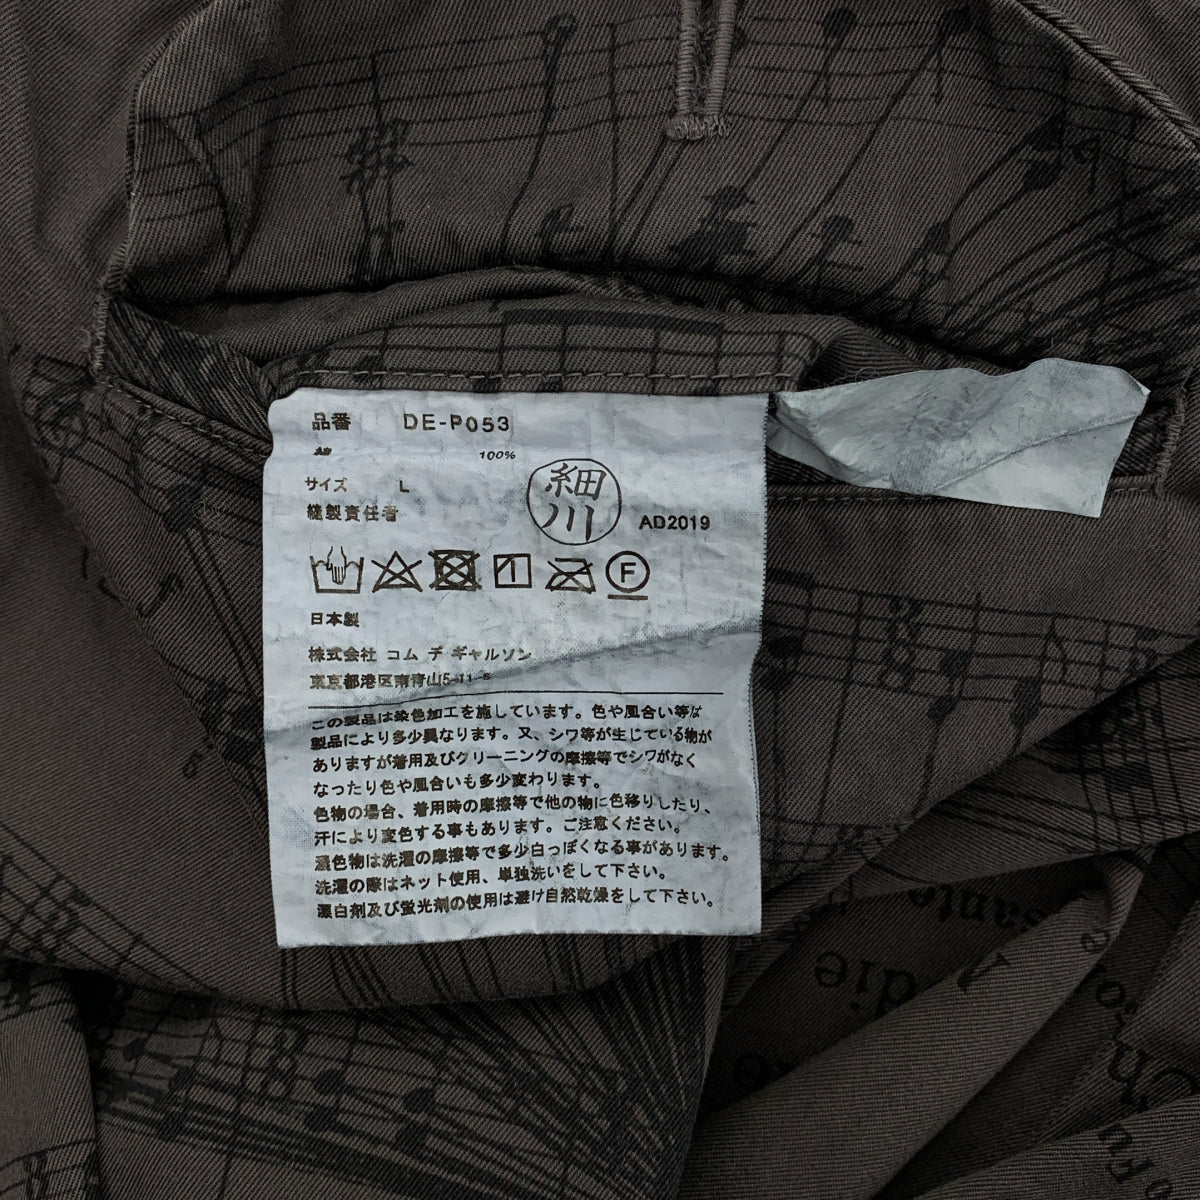 品番 DE-P053
綿 100%
サイズ L
縫製責任者 細川 AD2019
F
日本製
株式会社 コム デ ギャルソン
東京都港区南青山5-11-5
この製品は染色加工を施しています。色や風合い等は
製品により多少異なります。又、シワ等が生じている物が
ありますが着用及びクリーニングの摩擦等でシワがなく
なったり色や風合いも多少変わります。
色物の場合、着用時の摩擦等で他の物に色移りしたり、
汗により変色する事もあります。ご注意ください。
濃色物は洗濯の摩擦等で多少白っぽくなる事があります。
洗濯の際はネット使用、単独洗いをして下さい。
漂白剤及び蛍光剤の使用は避け自然乾燥をして下さい。
sante
die